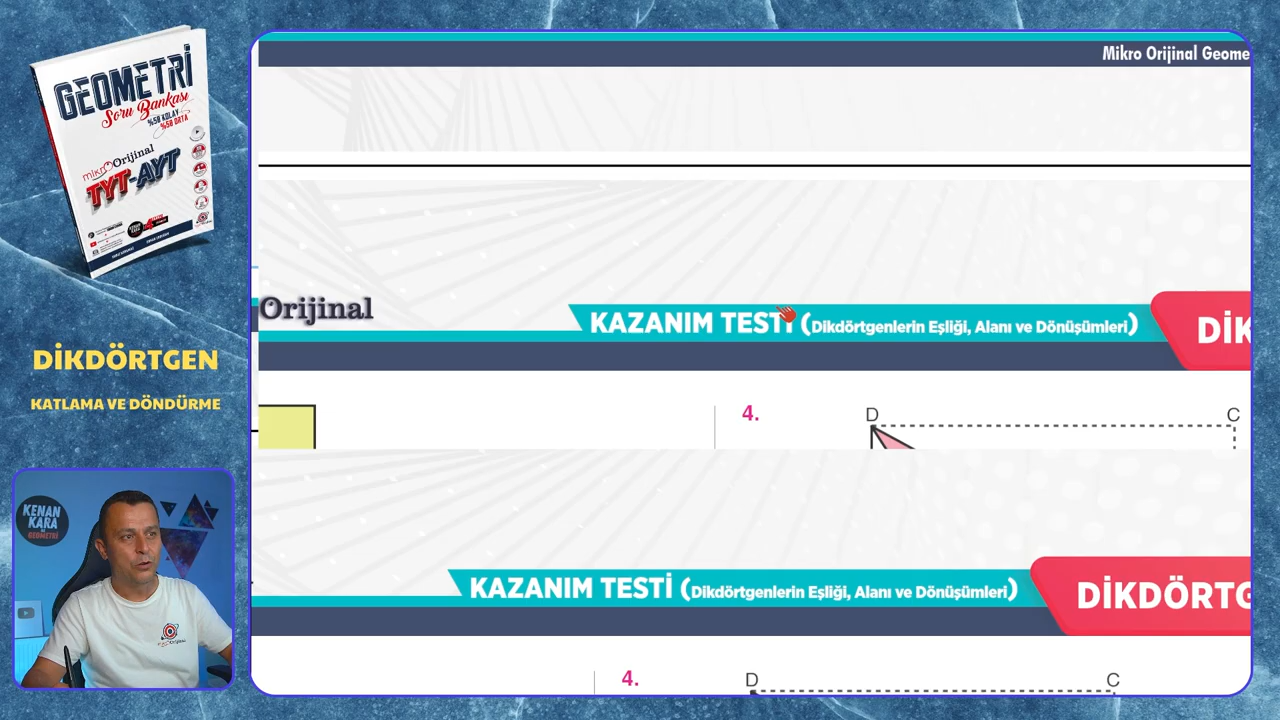 GEOMETRİ
Soru Bankası
%50 KOLAY
%50 ORTA
mikro Orijinal
TYT-AYT
DİKDÖRTGEN
KATLAMA VE DÖNDÜRME
KENAN
KARA
GEOMETRİ
Mikro Orijinal Geome
Orijinal
KAZANIM TESTİ (Dikdörtgenlerin Eşliği, Alanı ve Dönüşümleri)
DİK
4.
D
C
KAZANIM TESTİ (Dikdörtgenlerin Eşliği, Alanı ve Dönüşümleri)
DİKDÖRTG
4.
D
C